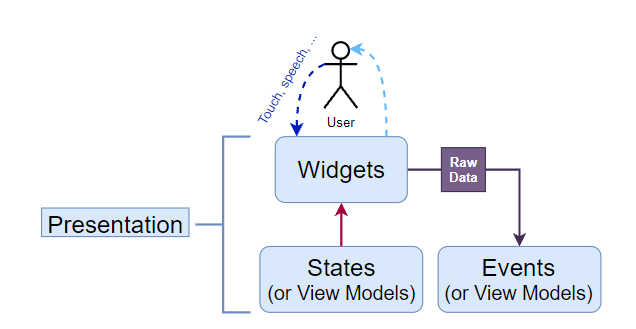 Touch, speech, ...
User
Widgets
Raw
Data
Presentation
States
(or View Models)
Events
(or View Models)